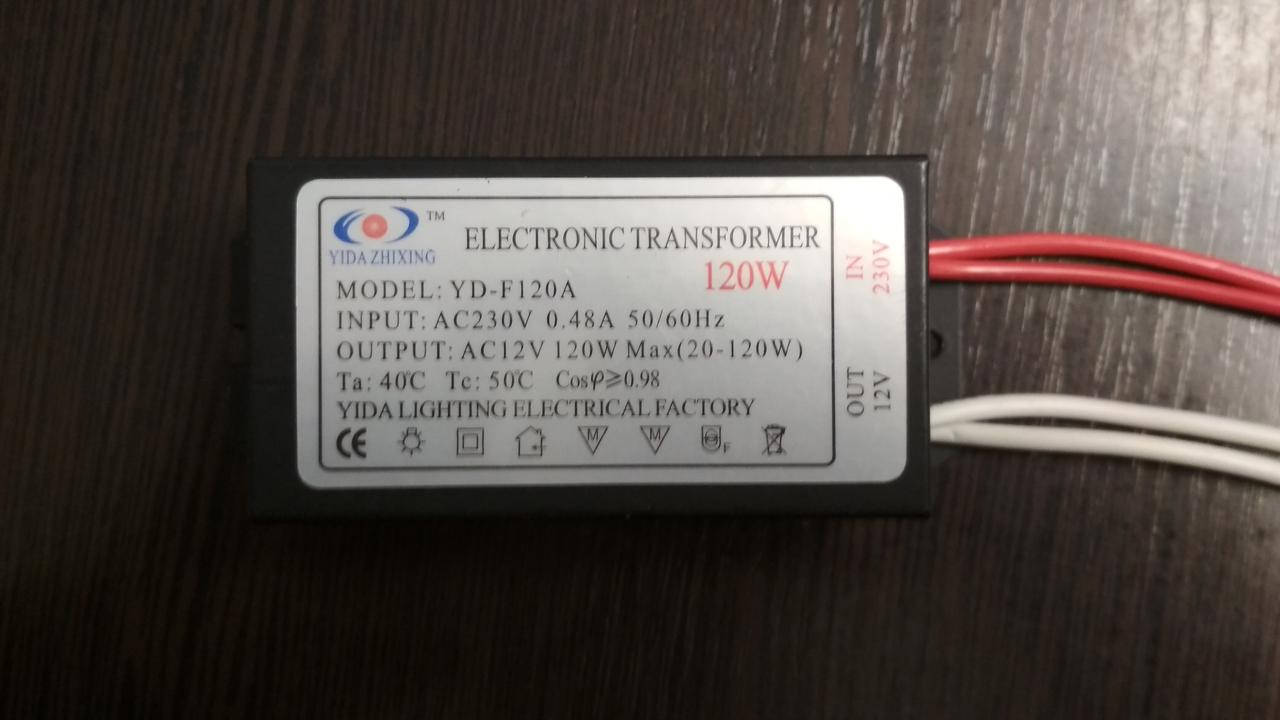 TM
YIDA ZHIXING
ELECTRONIC TRANSFORMER
120W
MODEL: YD-F120A
INPUT: AC230V 0.48A 50/60Hz
OUTPUT: AC12V 120W Max(20-120W)
Ta: 40℃ Tc: 50℃ Cosφ≥0.98
YIDA LIGHTING ELECTRICAL FACTORY
CE
M
M
F
IN
230V
OUT
12V